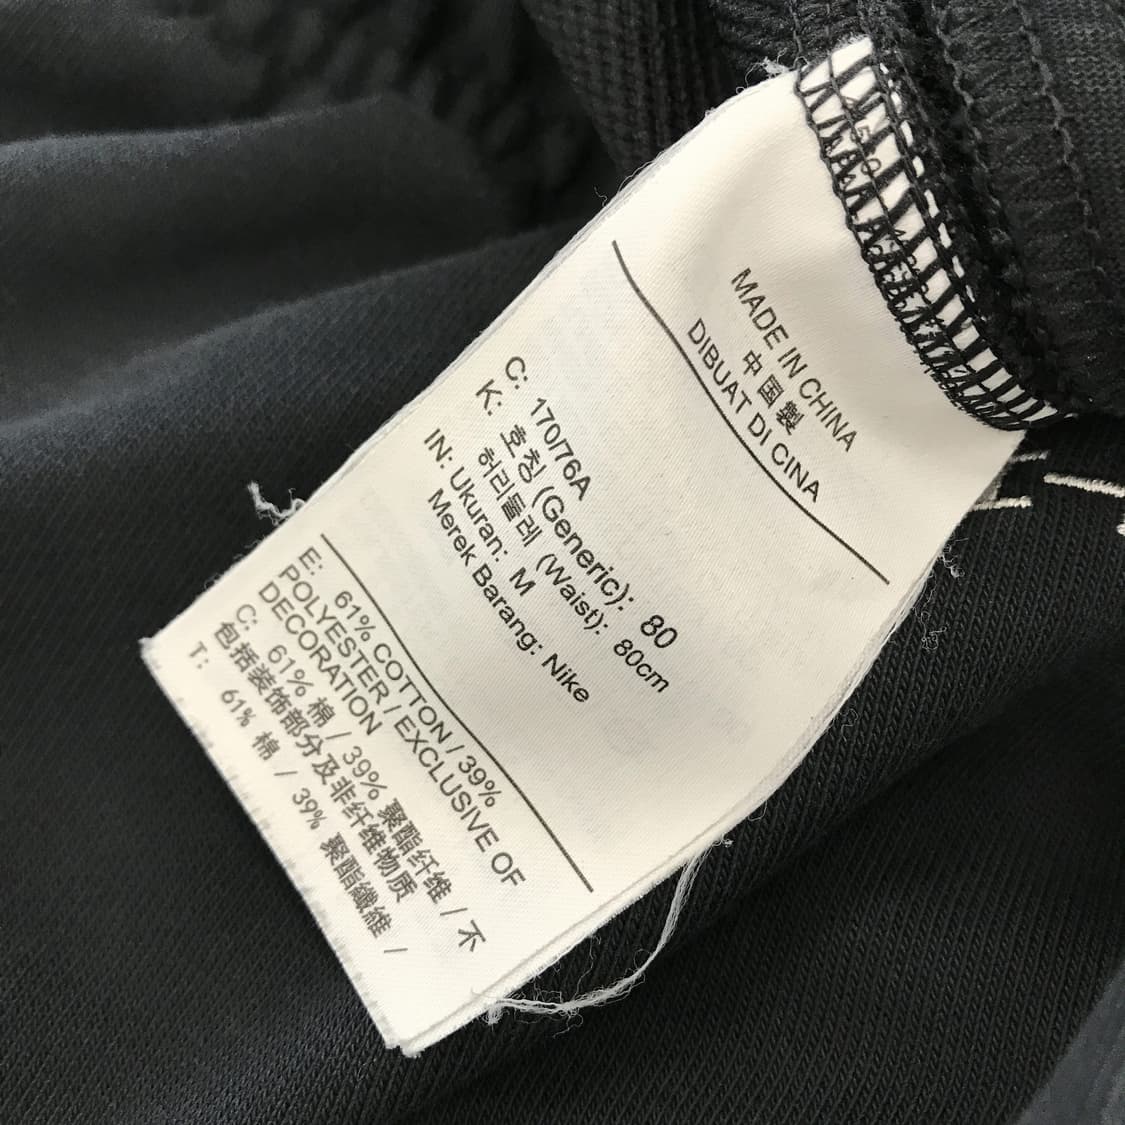 MADE IN CHINA
中国製
DIBUAT DI CINA
C: 170/76A
K: 호칭 (Generic): 80
허리둘레 (Waist): 80cm
IN: Ukuran: M
Merek Barang: Nike
E: 61% COTTON / 39%
POLYESTER / EXCLUSIVE OF
DECORATION
C: 61% 棉 / 39% 聚酯纤维 / 不
包括装饰部分及非纤维物质
T: 61% 棉 / 39% 聚酯纖維 /